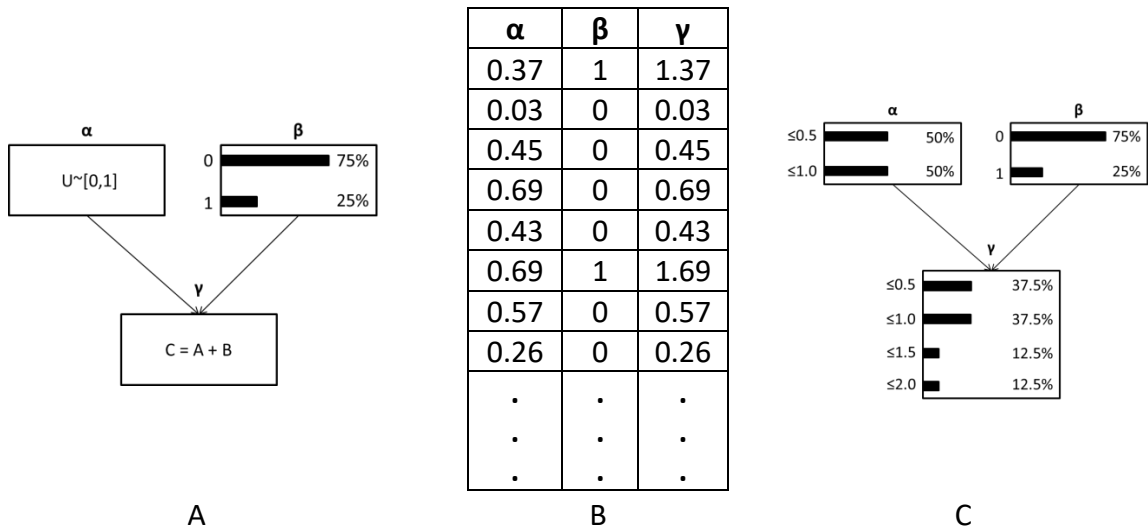 α
β
U~[0,1]
0 75%
1 25%
γ
C = A + B
A
α β γ
0.37 1 1.37
0.03 0 0.03
0.45 0 0.45
0.69 0 0.69
0.43 0 0.43
0.69 1 1.69
0.57 0 0.57
0.26 0 0.26
. . .
. . .
. . .
B
α
≤0.5 50%
≤1.0 50%
β
0 75%
1 25%
γ
≤0.5 37.5%
≤1.0 37.5%
≤1.5 12.5%
≤2.0 12.5%
C